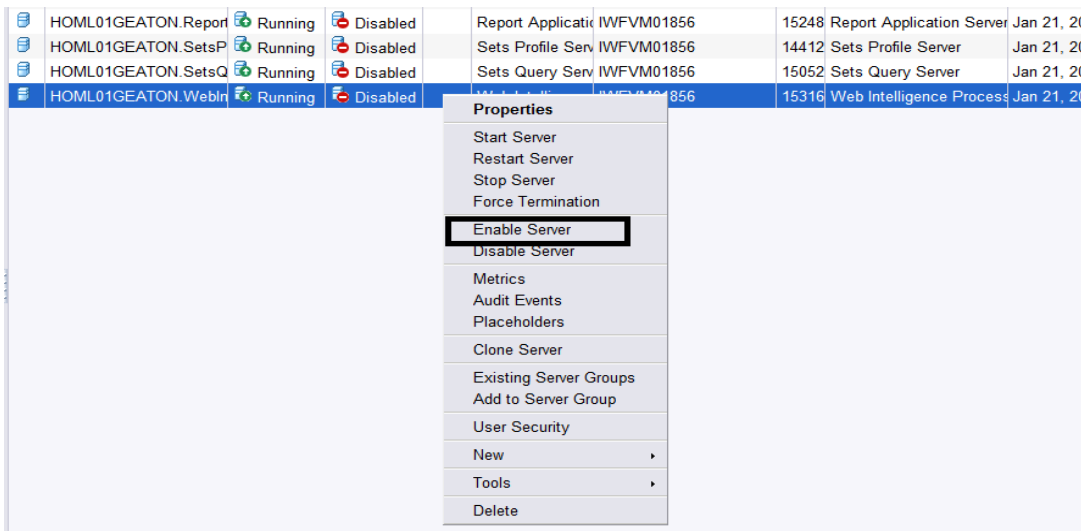 HOML01GEATON.Report Running Disabled Report Applicatic IWFVM01856 15248 Report Application Server Jan 21, 20
HOML01GEATON.SetsP Running Disabled Sets Profile Serv IWFVM01856 14412 Sets Profile Server Jan 21, 20
HOML01GEATON.SetsQ Running Disabled Sets Query Serv IWFVM01856 15052 Sets Query Server Jan 21, 20
HOML01GEATON.WebIn Running Disabled 856 15316 Web Intelligence Process Jan 21, 20
Properties
Start Server
Restart Server
Stop Server
Force Termination
Enable Server
Disable Server
Metrics
Audit Events
Placeholders
Clone Server
Existing Server Groups
Add to Server Group
User Security
New
Tools
Delete